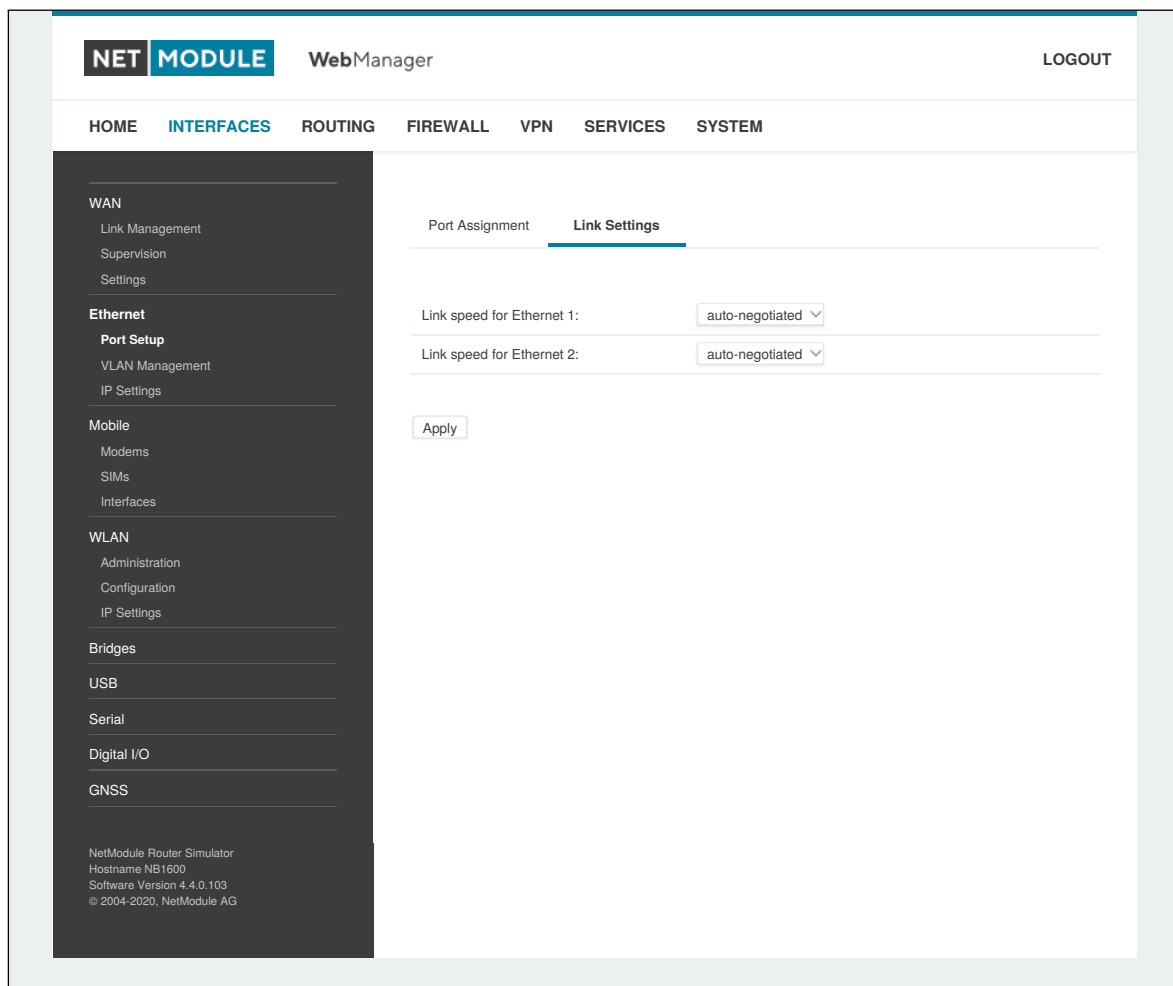 NET MODULE WebManager LOGOUT
HOME INTERFACES ROUTING FIREWALL VPN SERVICES SYSTEM
WAN
Link Management
Supervision
Settings
Ethernet
Port Setup
VLAN Management
IP Settings
Mobile
Modems
SIMs
Interfaces
WLAN
Administration
Configuration
IP Settings
Bridges
USB
Serial
Digital I/O
GNSS
NetModule Router Simulator
Hostname NB1600
Software Version 4.4.0.103
© 2004-2020, NetModule AG
Port Assignment Link Settings
Link speed for Ethernet 1: auto-negotiated
Link speed for Ethernet 2: auto-negotiated
Apply